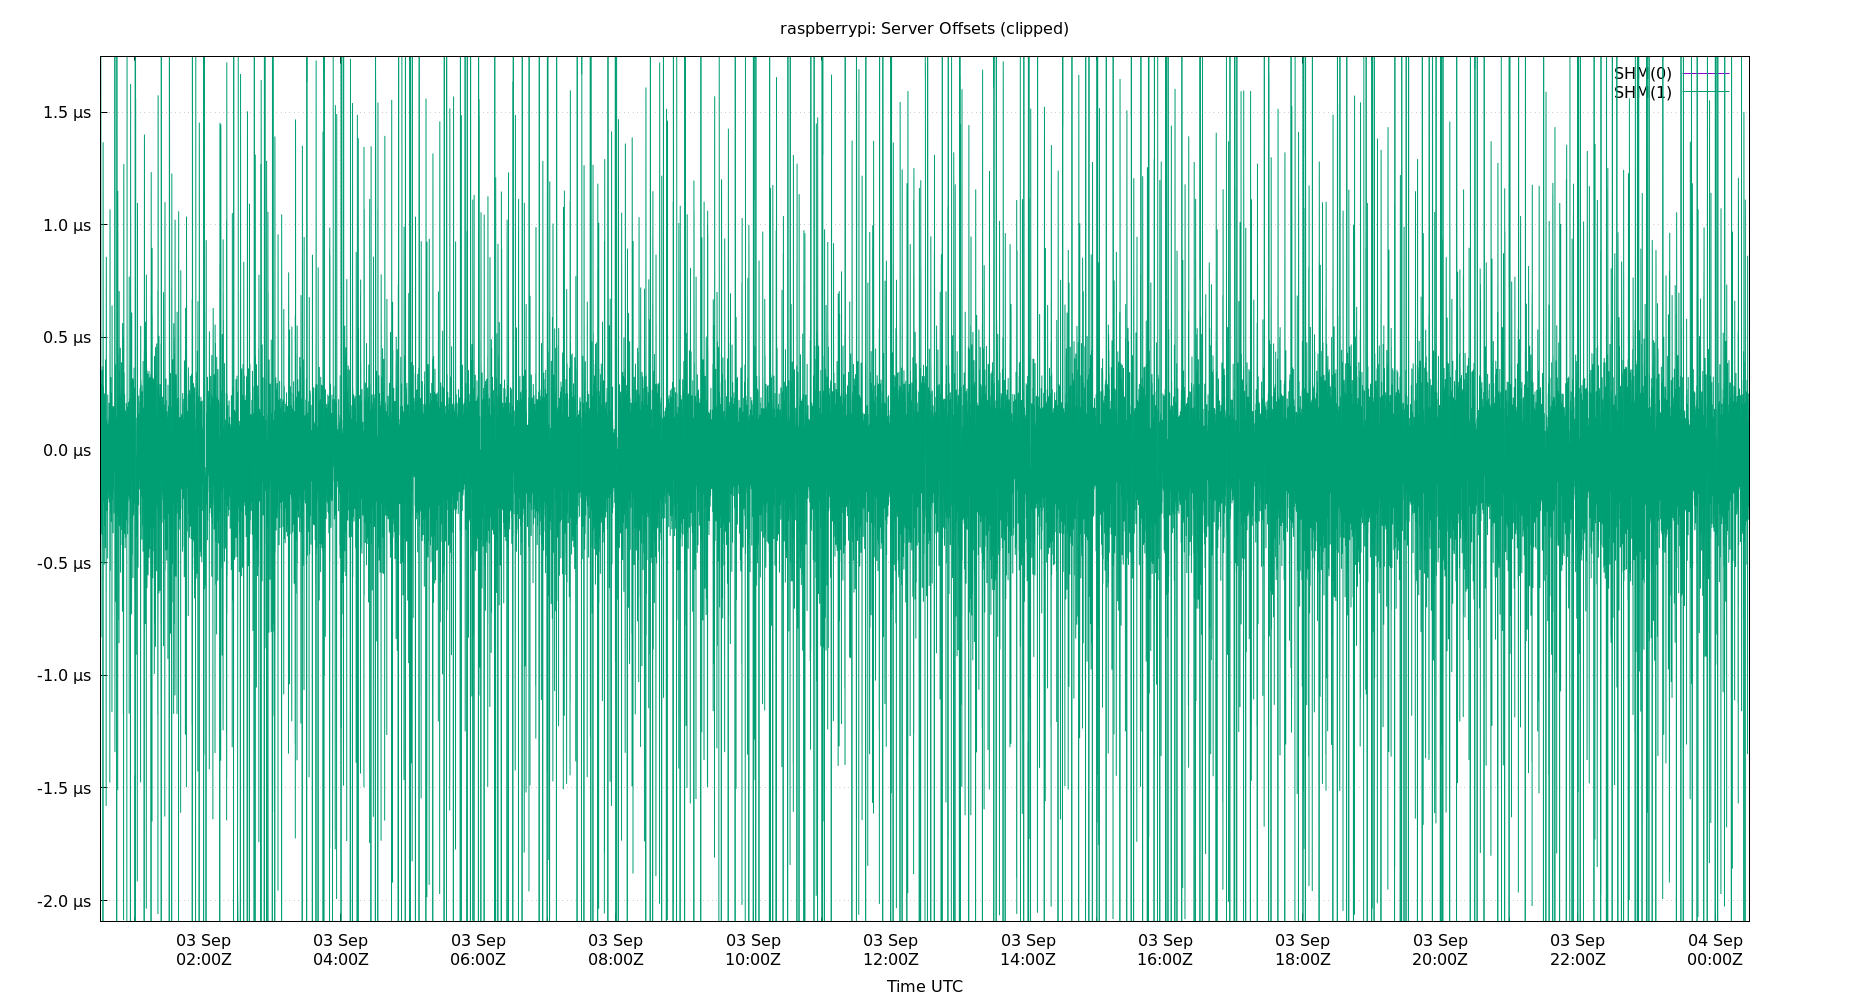 raspberrypi: Server Offsets (clipped)
SHM(0)
SHM(1)
1.5 μs
1.0 μs
0.5 μs
0.0 μs
-0.5 μs
-1.0 μs
-1.5 μs
-2.0 μs
03 Sep 03 Sep 03 Sep 03 Sep 03 Sep 03 Sep 03 Sep 03 Sep 03 Sep 03 Sep 03 Sep 04 Sep
02:00Z 04:00Z 06:00Z 08:00Z 10:00Z 12:00Z 14:00Z 16:00Z 18:00Z 20:00Z 22:00Z 00:00Z
Time UTC